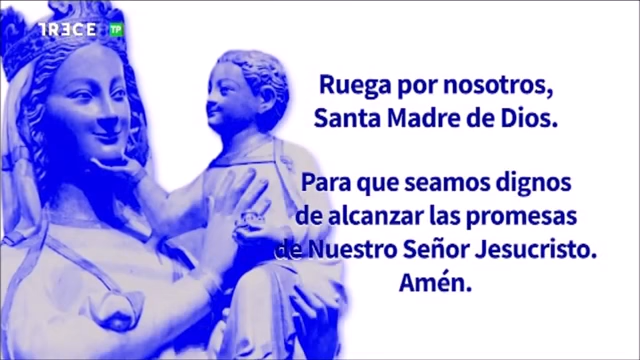 TRECE TP
Ruega por nosotros,
Santa Madre de Dios.
Para que seamos dignos
de alcanzar las promesas
de Nuestro Señor Jesucristo.
Amén.